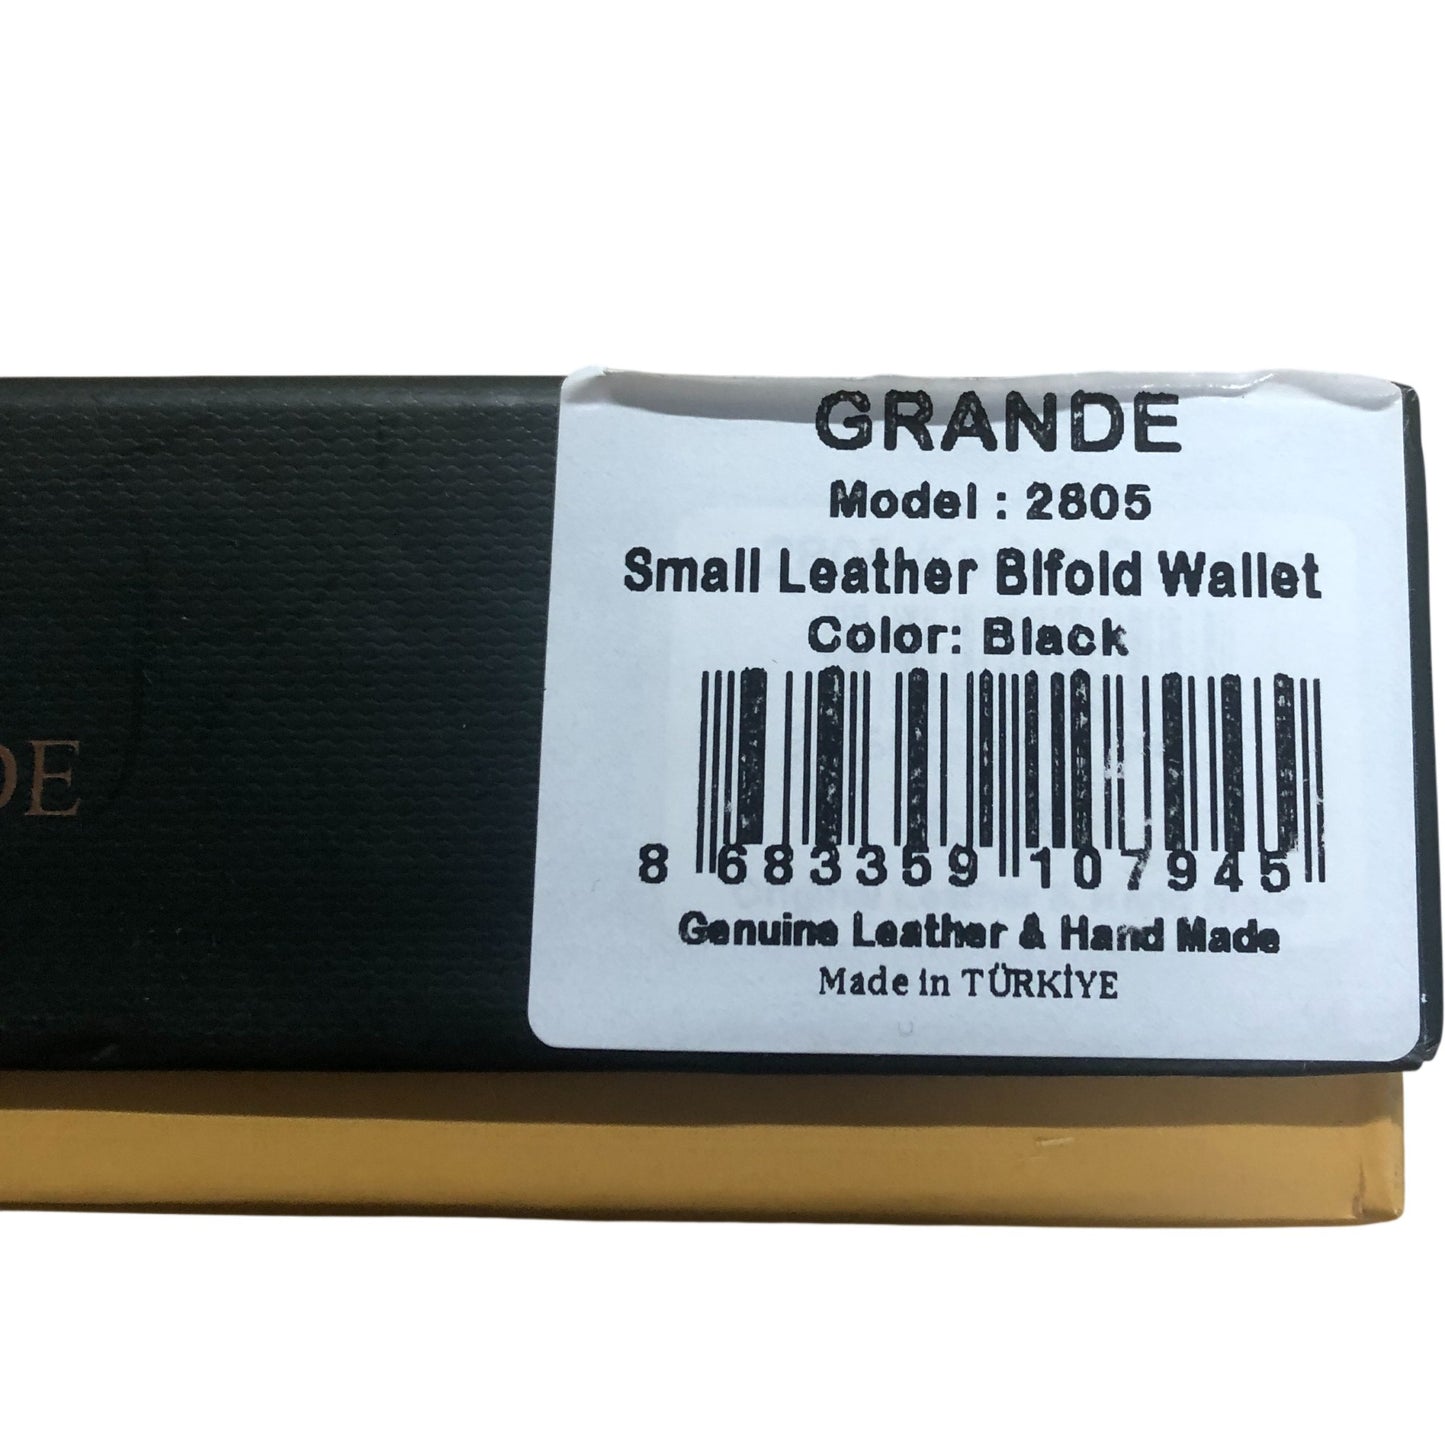 GRANDE
Model : 2805
Small Leather Bifold Wallet
Color: Black
DE
8 683359 107945
Genuine Leather & Hand Made
Made in TÜRKİYE